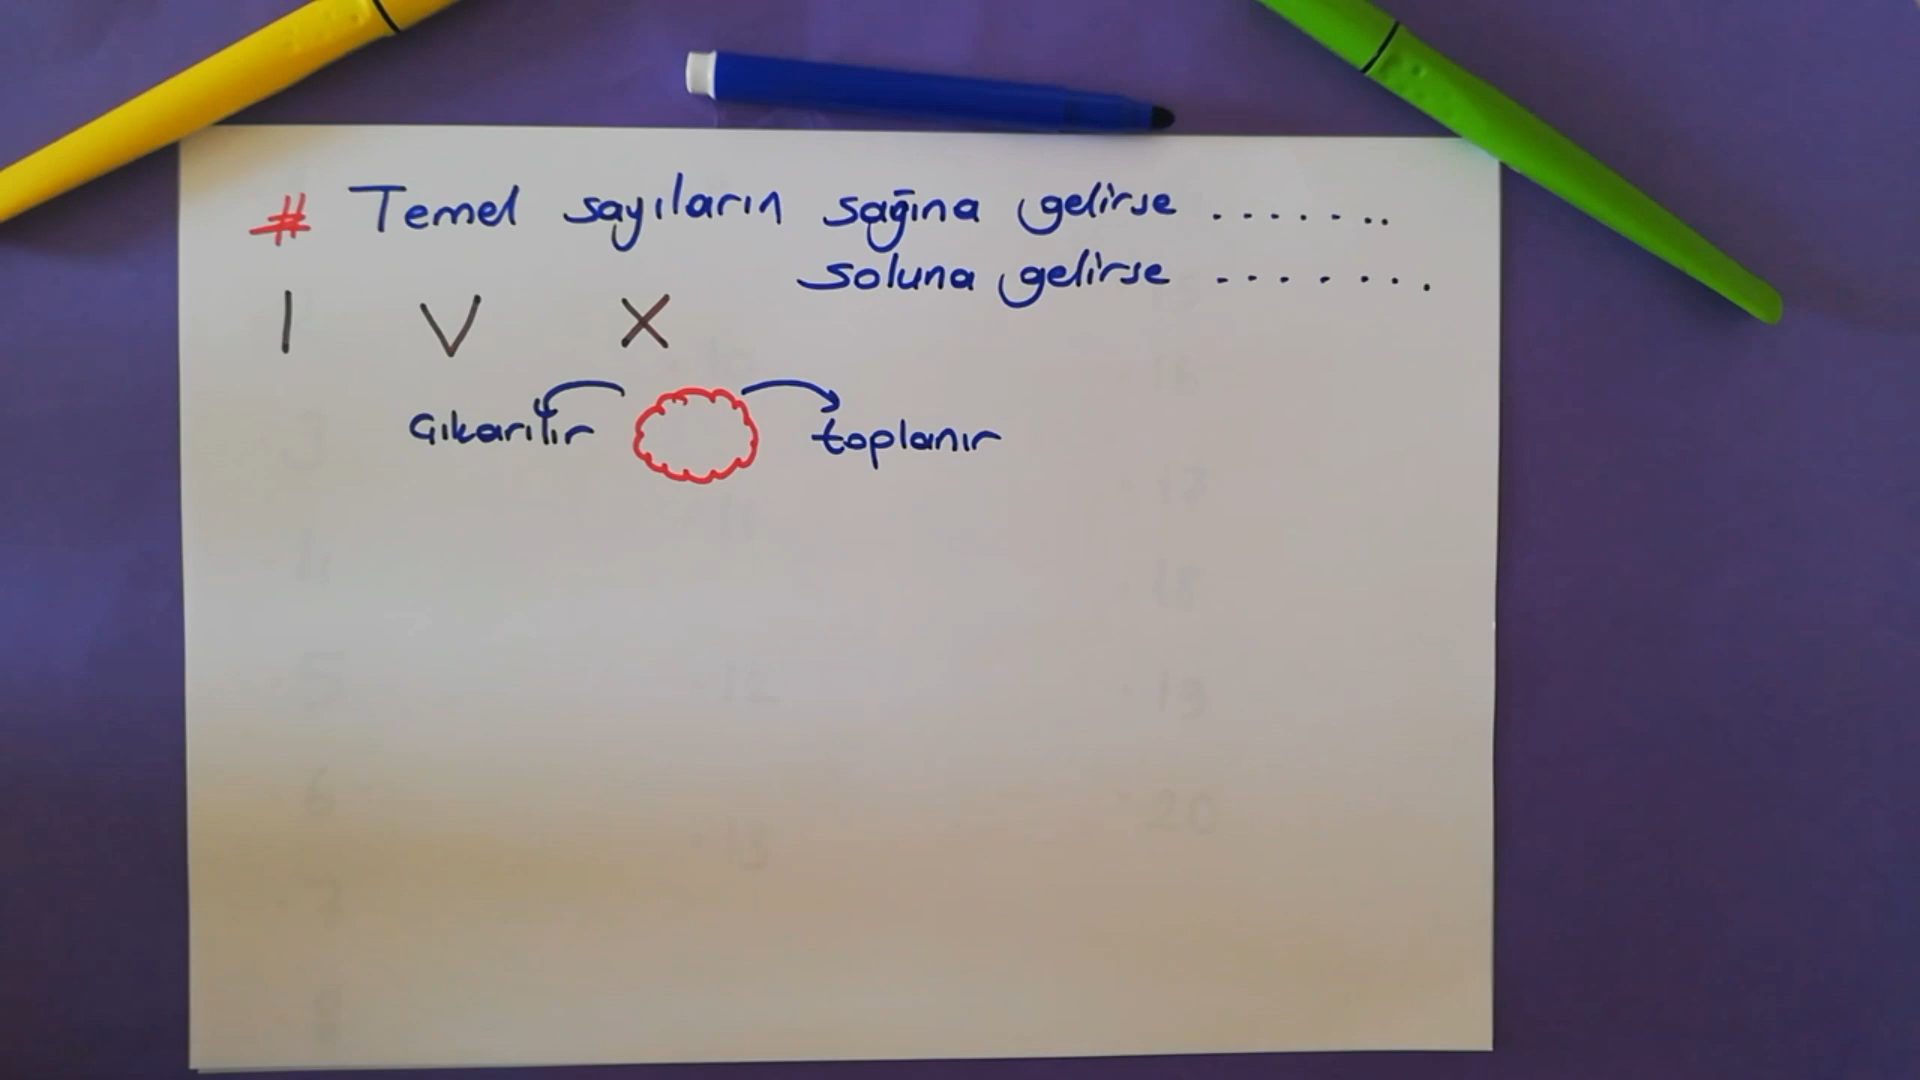 # Temel sayıların sağına gelirse .......
soluna gelirse .......
I V X
Çıkarılır toplanır